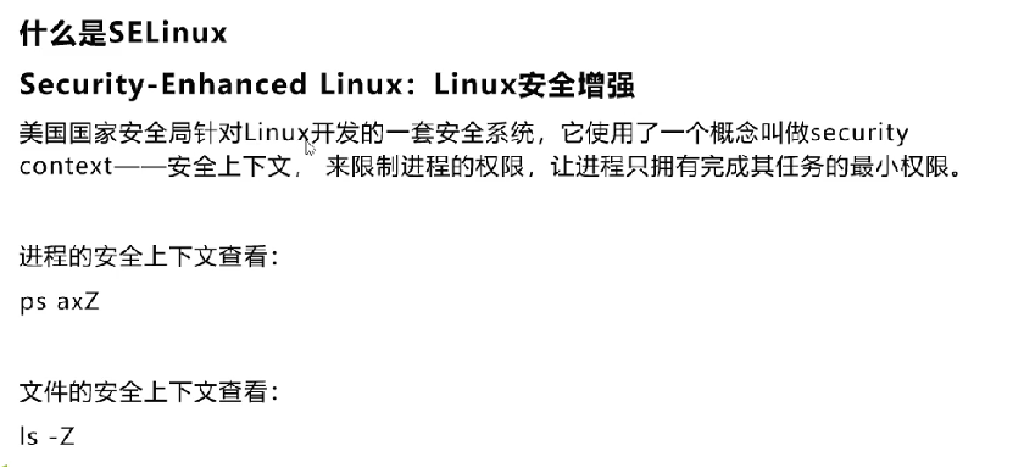 什么是SELinux
Security-Enhanced Linux：Linux安全增强
美国国家安全局针对Linux开发的一套安全系统，它使用了一个概念叫做security
context——安全上下文， 来限制进程的权限，让进程只拥有完成其任务的最小权限。
进程的安全上下文查看：
ps axZ
文件的安全上下文查看：
ls -Z